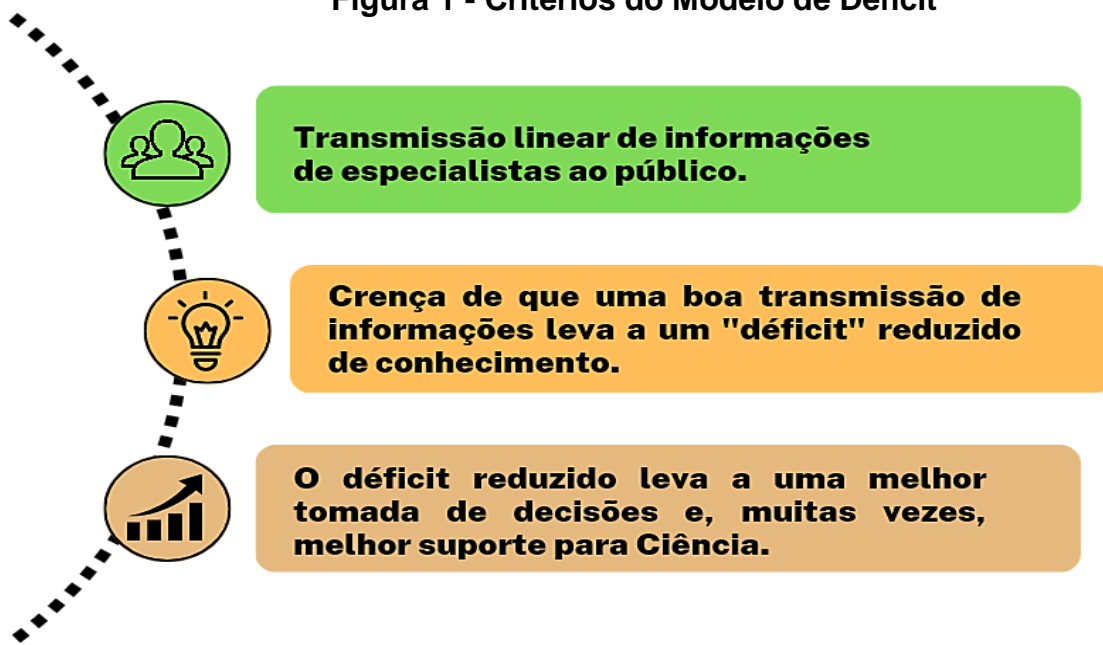 Figura 1 - Critérios do Modelo de Déficit
Transmissão linear de informações
de especialistas ao público.
Crença de que uma boa transmissão de
informações leva a um "déficit" reduzido
de conhecimento.
O déficit reduzido leva a uma melhor
tomada de decisões e, muitas vezes,
melhor suporte para Ciência.